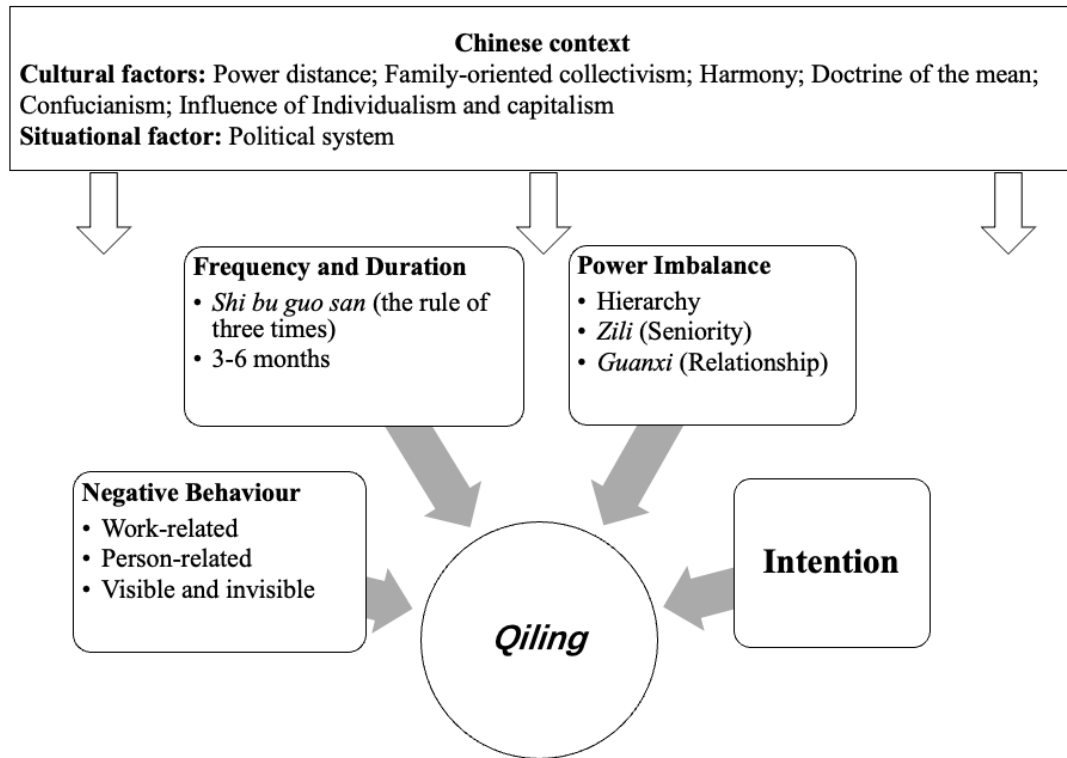 Chinese context
Cultural factors: Power distance; Family-oriented collectivism; Harmony; Doctrine of the mean;
Confucianism; Influence of Individualism and capitalism
Situational factor: Political system
Frequency and Duration
• Shi bu guo san (the rule of
three times)
• 3-6 months
Power Imbalance
• Hierarchy
• Zili (Seniority)
• Guanxi (Relationship)
Negative Behaviour
• Work-related
• Person-related
• Visible and invisible
Intention
Qiling